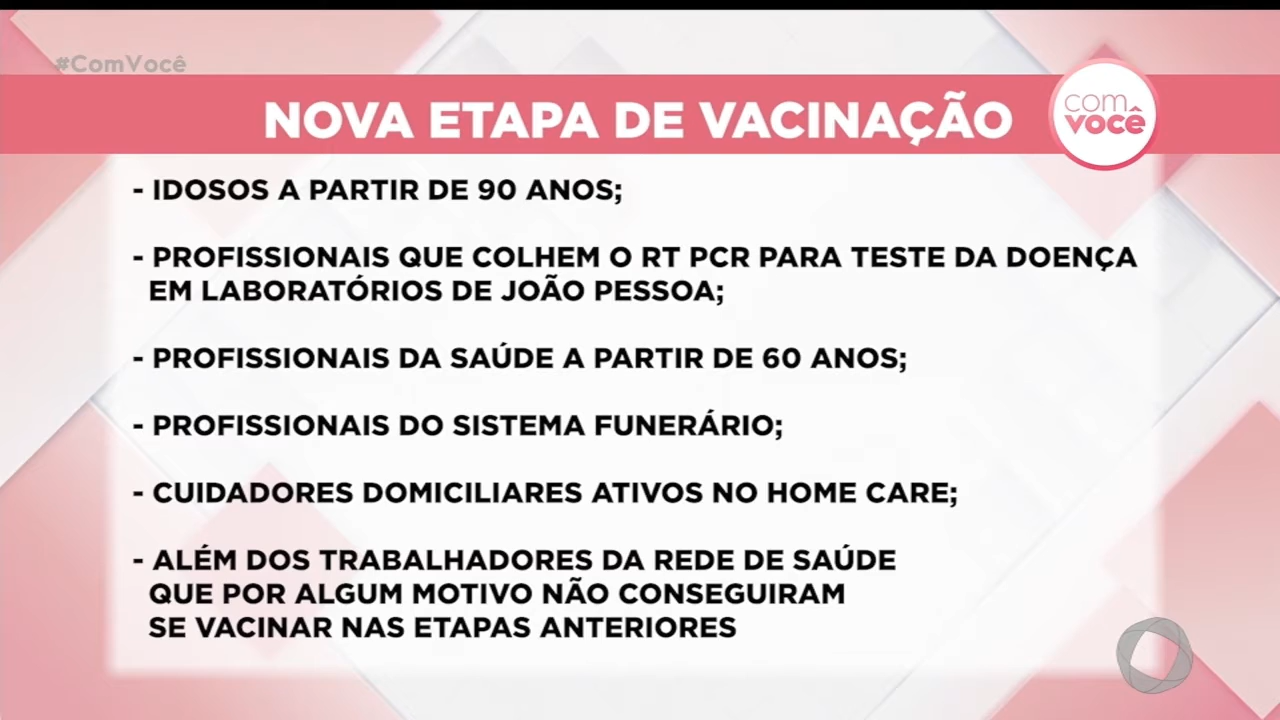 #ComVocê
NOVA ETAPA DE VACINAÇÃO
com
você
- IDOSOS A PARTIR DE 90 ANOS;
- PROFISSIONAIS QUE COLHEM O RT PCR PARA TESTE DA DOENÇA
EM LABORATÓRIOS DE JOÃO PESSOA;
- PROFISSIONAIS DA SAÚDE A PARTIR DE 60 ANOS;
- PROFISSIONAIS DO SISTEMA FUNERÁRIO;
- CUIDADORES DOMICILIARES ATIVOS NO HOME CARE;
- ALÉM DOS TRABALHADORES DA REDE DE SAÚDE
QUE POR ALGUM MOTIVO NÃO CONSEGUIRAM
SE VACINAR NAS ETAPAS ANTERIORES